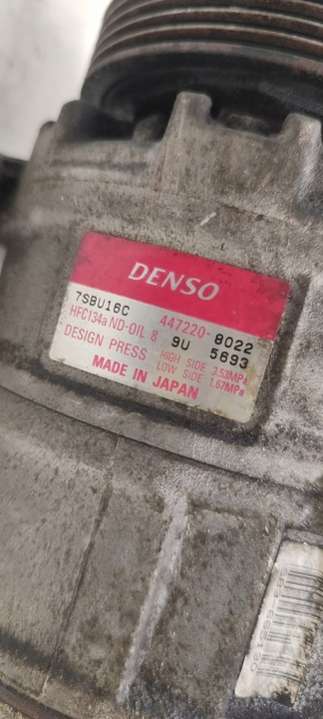 DENSO
7SBU16C 447220- 8022
HFC134a ND-OIL 8 9U 5693
DESIGN PRESS HIGH SIDE 3.53MPa
LOW SIDE 1.67MPa
MADE IN JAPAN